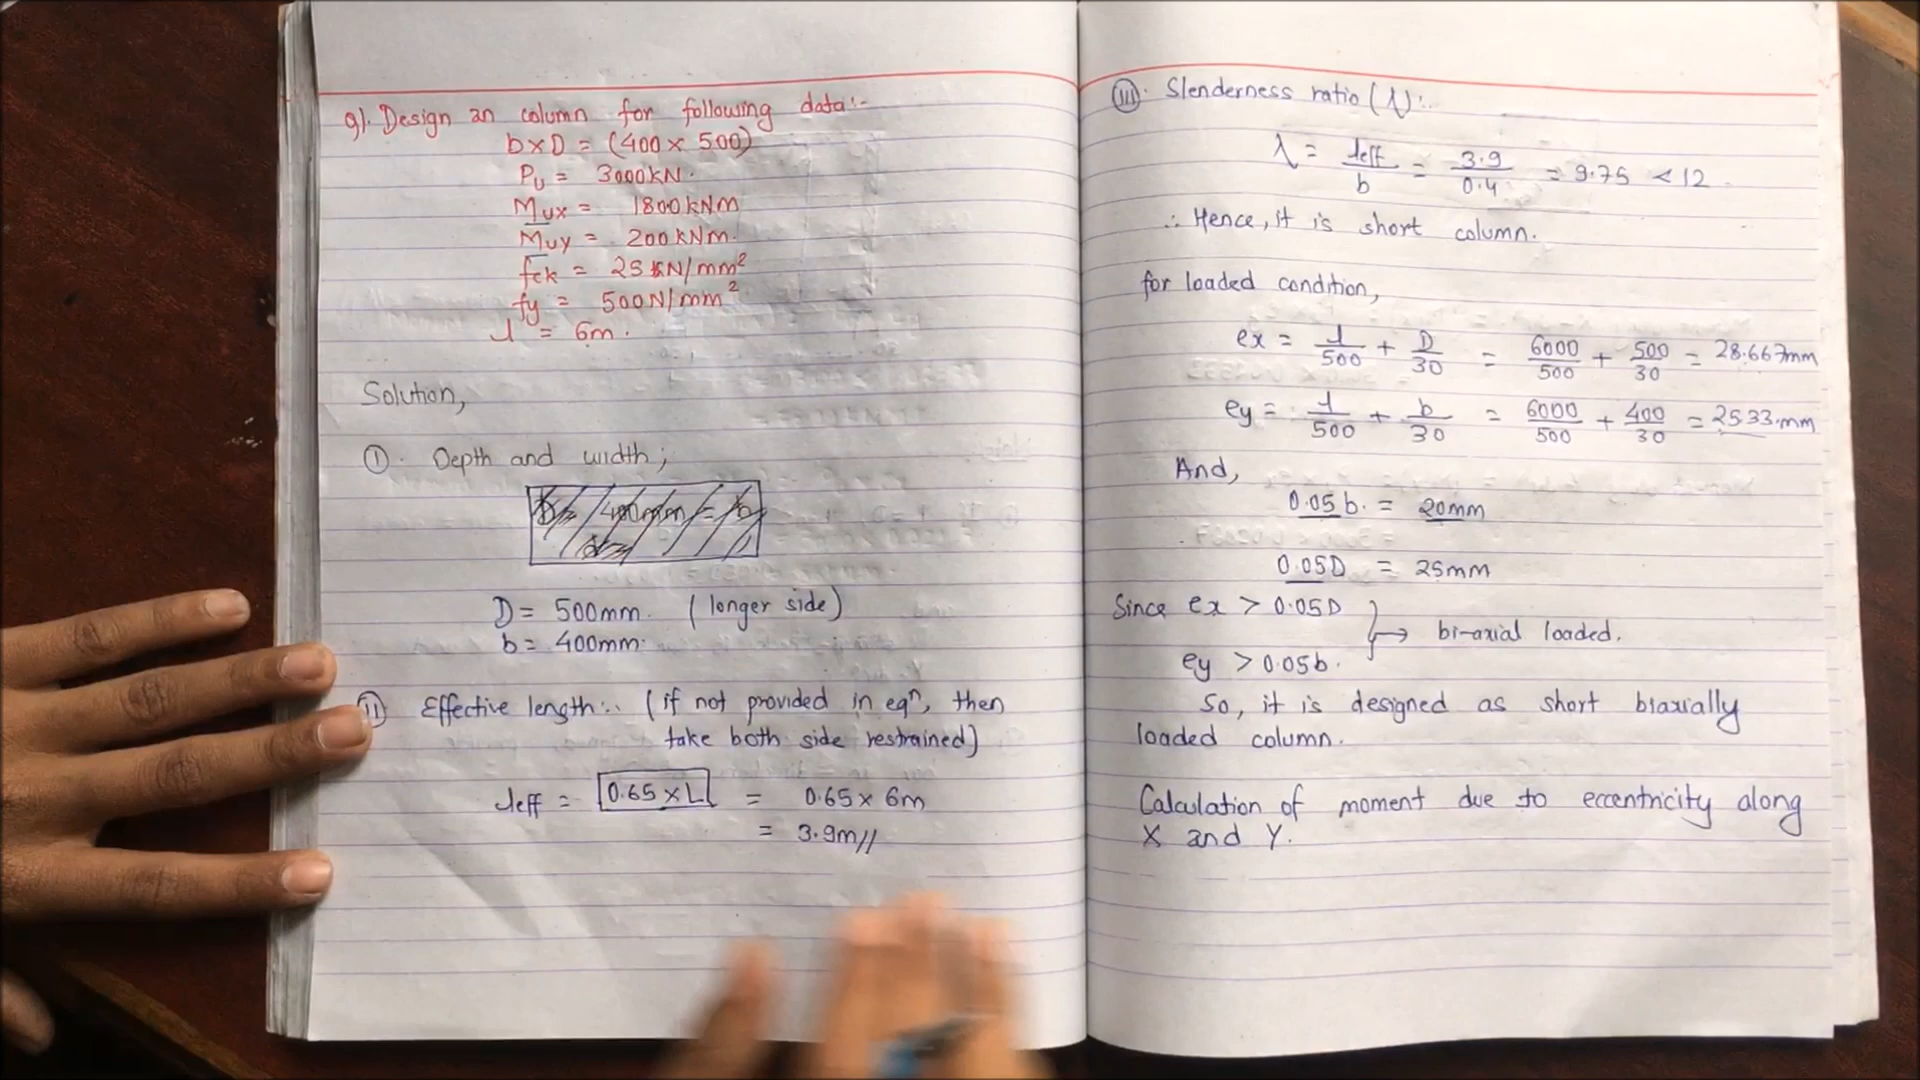 Q). Design an column for following data:-
b×D = (400 × 500)
Pu = 3000kN.
Mux = 1800kNm
Muy = 200kNm.
fck = 25 N/mm²
fy = 500N/mm²
l = 6m.
Solution,
① Depth and width;
D = 500mm. (longer side)
b = 400mm.
Ⅱ Effective length:- (if not provided in eqⁿ, then
take both side restrained)
leff = 0.65 × L = 0.65 × 6m
= 3.9m//
Ⅲ. Slenderness ratio (λ):-
λ = leff/b = 3.9/0.4 = 9.75 < 12
∴ Hence, it is short column.
for loaded condition,
ex = l/500 + D/30 = 6000/500 + 500/30 = 28.667mm
ey = l/500 + b/30 = 6000/500 + 400/30 = 25.33.mm
And,
0.05 b. = 20mm
0.05D = 25mm
Since ex > 0.05D
} → bi-axial loaded.
ey > 0.05b.
So, it is designed as short biaxially
loaded column.
Calculation of moment due to eccentricity along
X and Y.